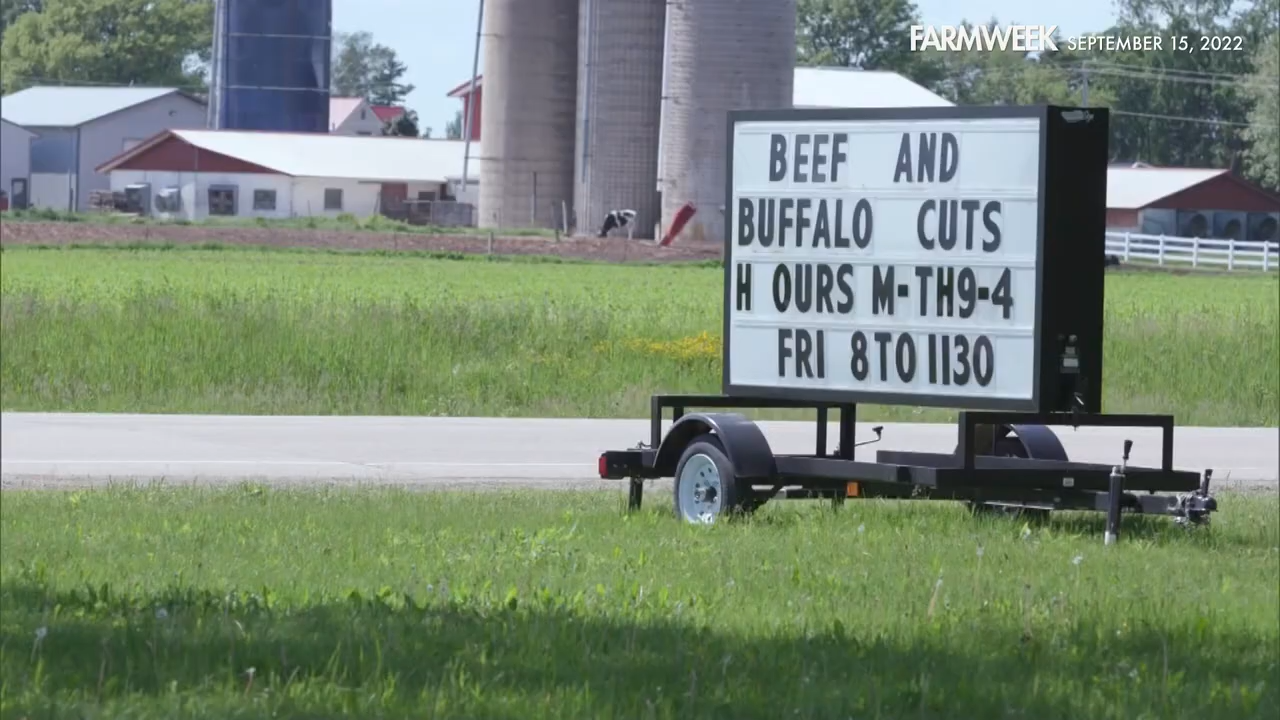 FARMWEEK SEPTEMBER 15, 2022
BEEF AND
BUFFALO CUTS
H OURS M-TH9-4
FRI 8TO 1130